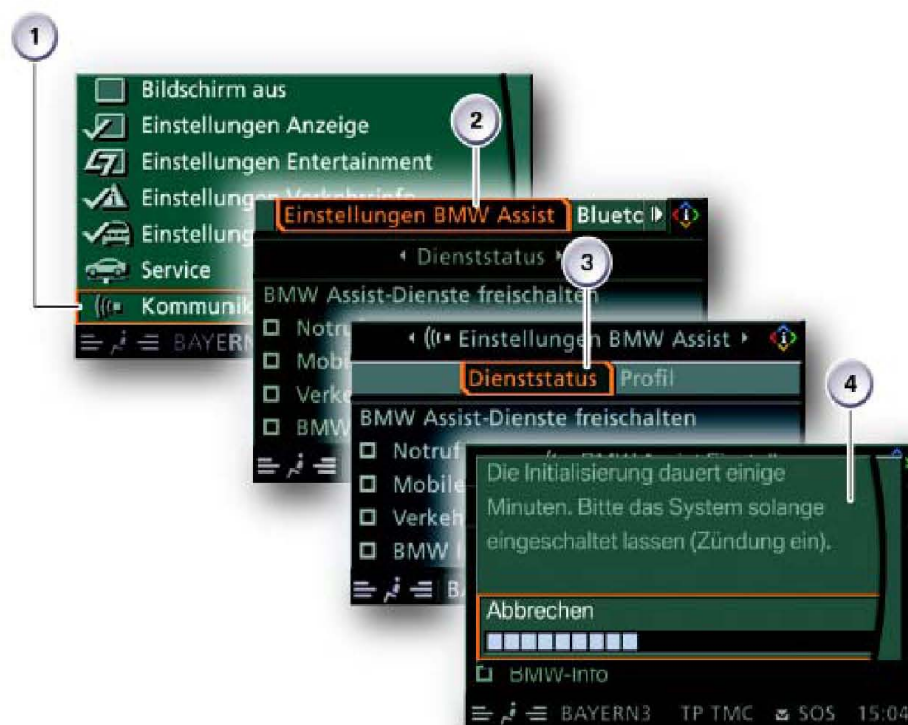 1
Bildschirm aus
Einstellungen Anzeige
Einstellungen Entertainment
Einstellungen Verkehrsinfo
Einstellung
Service
Kommunik
BAYERN
2
Einstellungen BMW Assist Bluetc
Dienststatus
BMW Assist-Dienste freischalten
Notru
Mobi
Verke
BMW
3
Einstellungen BMW Assist
Dienststatus Profil
BMW Assist-Dienste freischalten
Notruf
Mobile
Verkeh
BMW I
4
Die Initialisierung dauert einige
Minuten. Bitte das System solange
eingeschaltet lassen (Zündung ein).
Abbrechen
BMW-Info
BAYERN3 TP TMC SOS 15:04